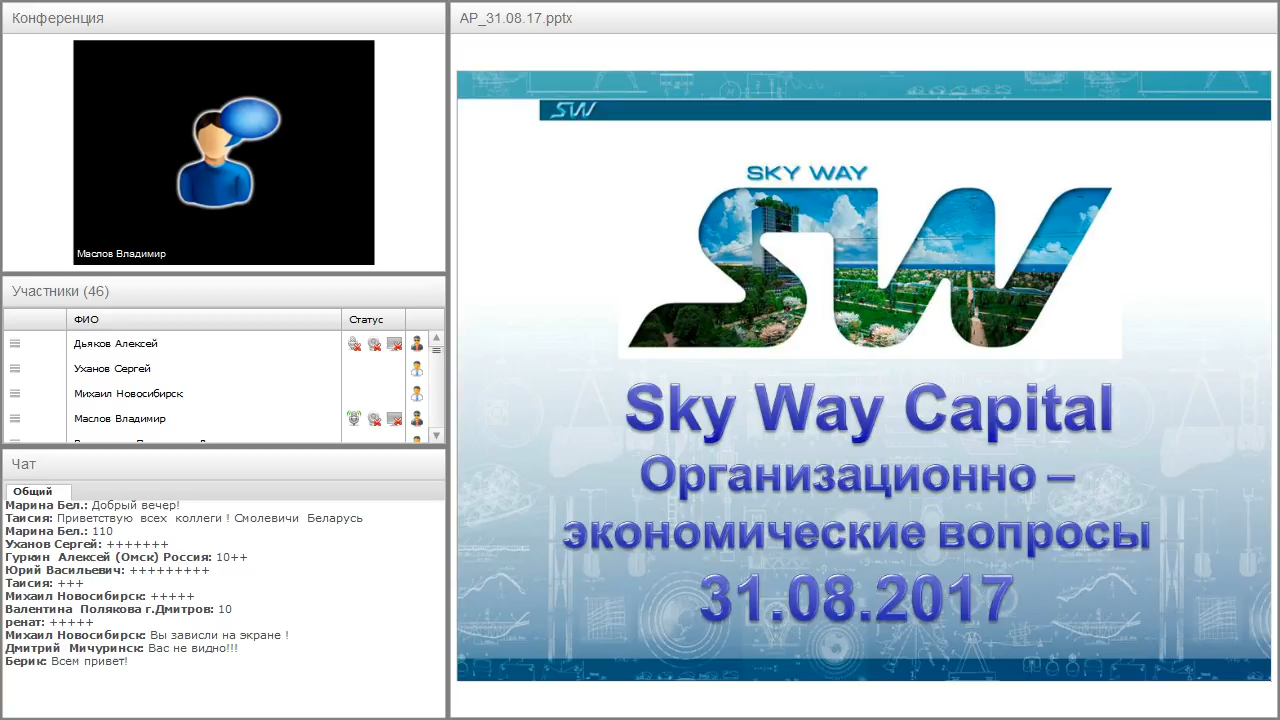 Конференция
Маслов Владимир
Участники (46)
ФИО
Статус
Дьяков Алексей
Уханов Сергей
Михаил Новосибирск
Маслов Владимир
Чат
Общий
Марина Бел.: Добрый вечер!
Таисия: Приветствую всех коллеги ! Смолевичи Беларусь
Марина Бел.: 110
Уханов Сергей: +++++++
Гуркин Алексей (Омск) Россия: 10++
Юрий Васильевич: +++++++++
Таисия: +++
Михаил Новосибирск: +++++
Валентина Полякова г.Дмитров: 10
ренат: +++++
Михаил Новосибирск: Вы зависли на экране !
Дмитрий Мичуринск: Вас не видно!!!
Берик: Всем привет!
AP_31.08.17.pptx
SW
SKY WAY
SW
Sky Way Capital
Организационно –
экономические вопросы
31.08.2017